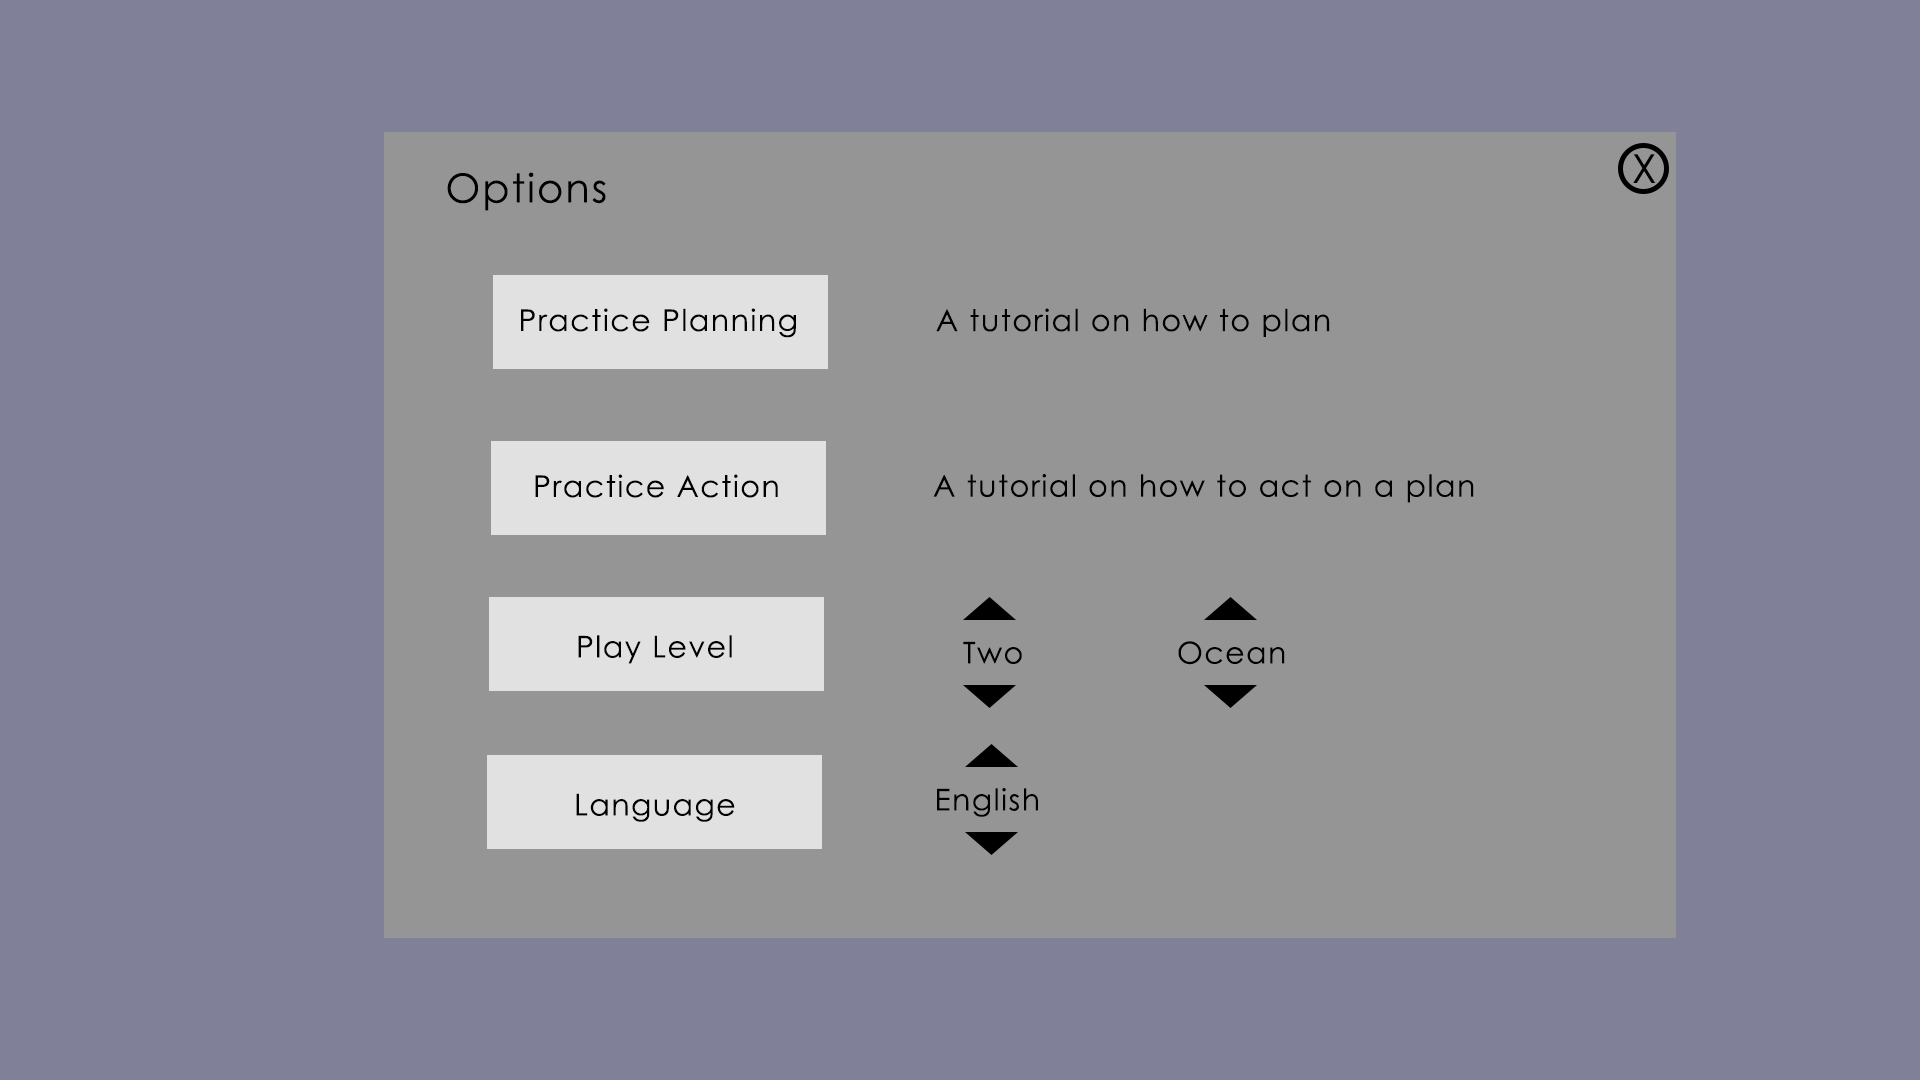 Options
X
Practice Planning
A tutorial on how to plan
Practice Action
A tutorial on how to act on a plan
Play Level
Two
Ocean
Language
English